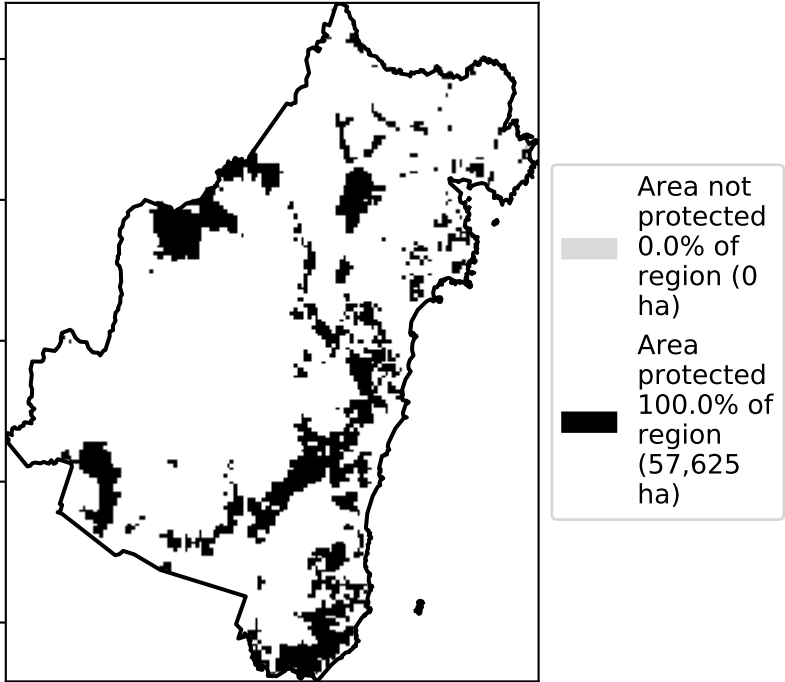 Area not
protected
0.0% of
region (0
ha)
Area
protected
100.0% of
region
(57,625
ha)